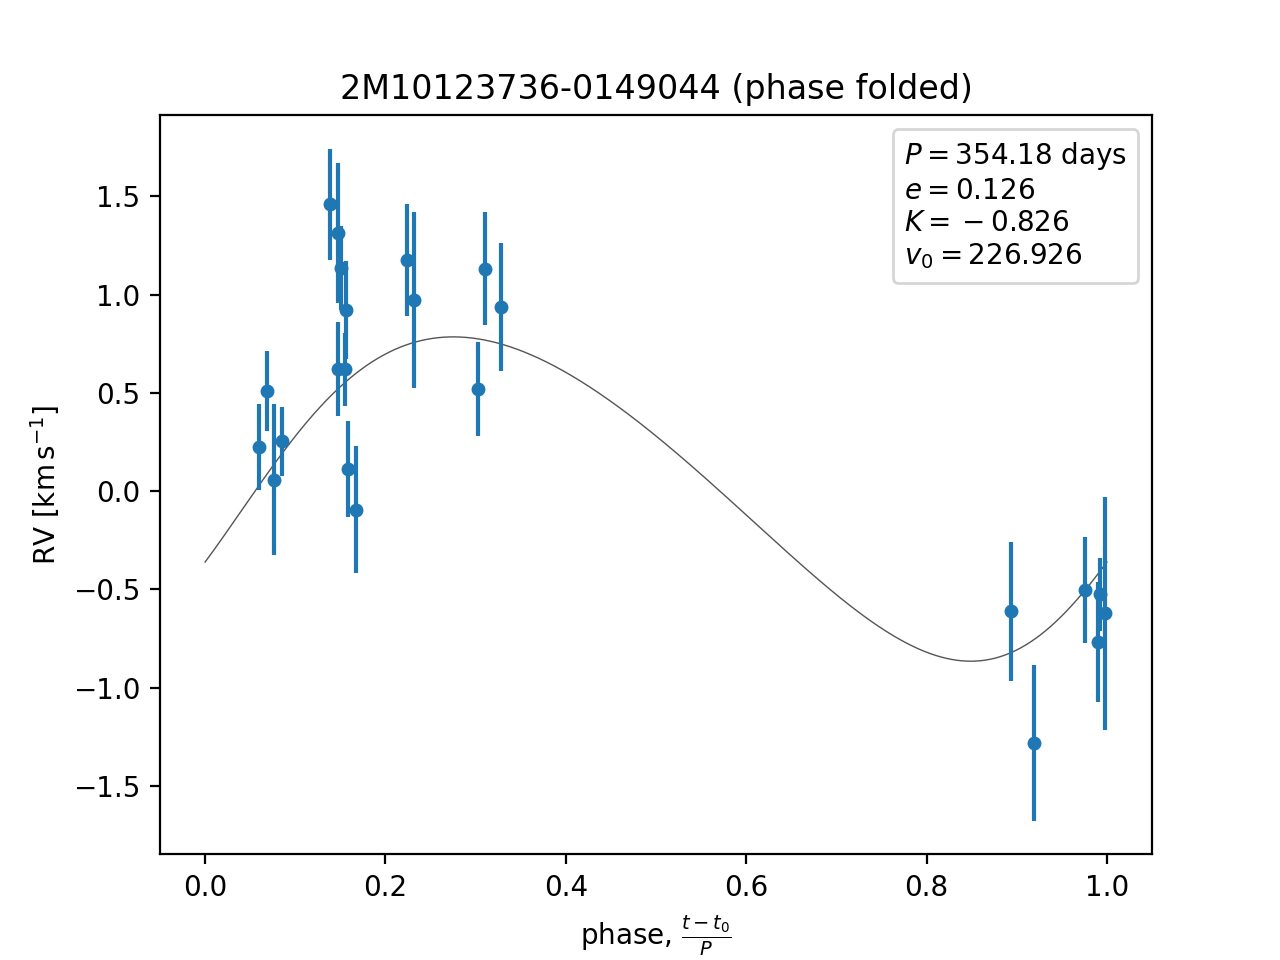 2M10123736-0149044 (phase folded)
P = 354.18 days
e = 0.126
K = −0.826
v₀ = 226.926
RV [km s⁻¹]
1.5
1.0
0.5
0.0
−0.5
−1.0
−1.5
0.0 0.2 0.4 0.6 0.8 1.0
phase, (t − t₀)/P